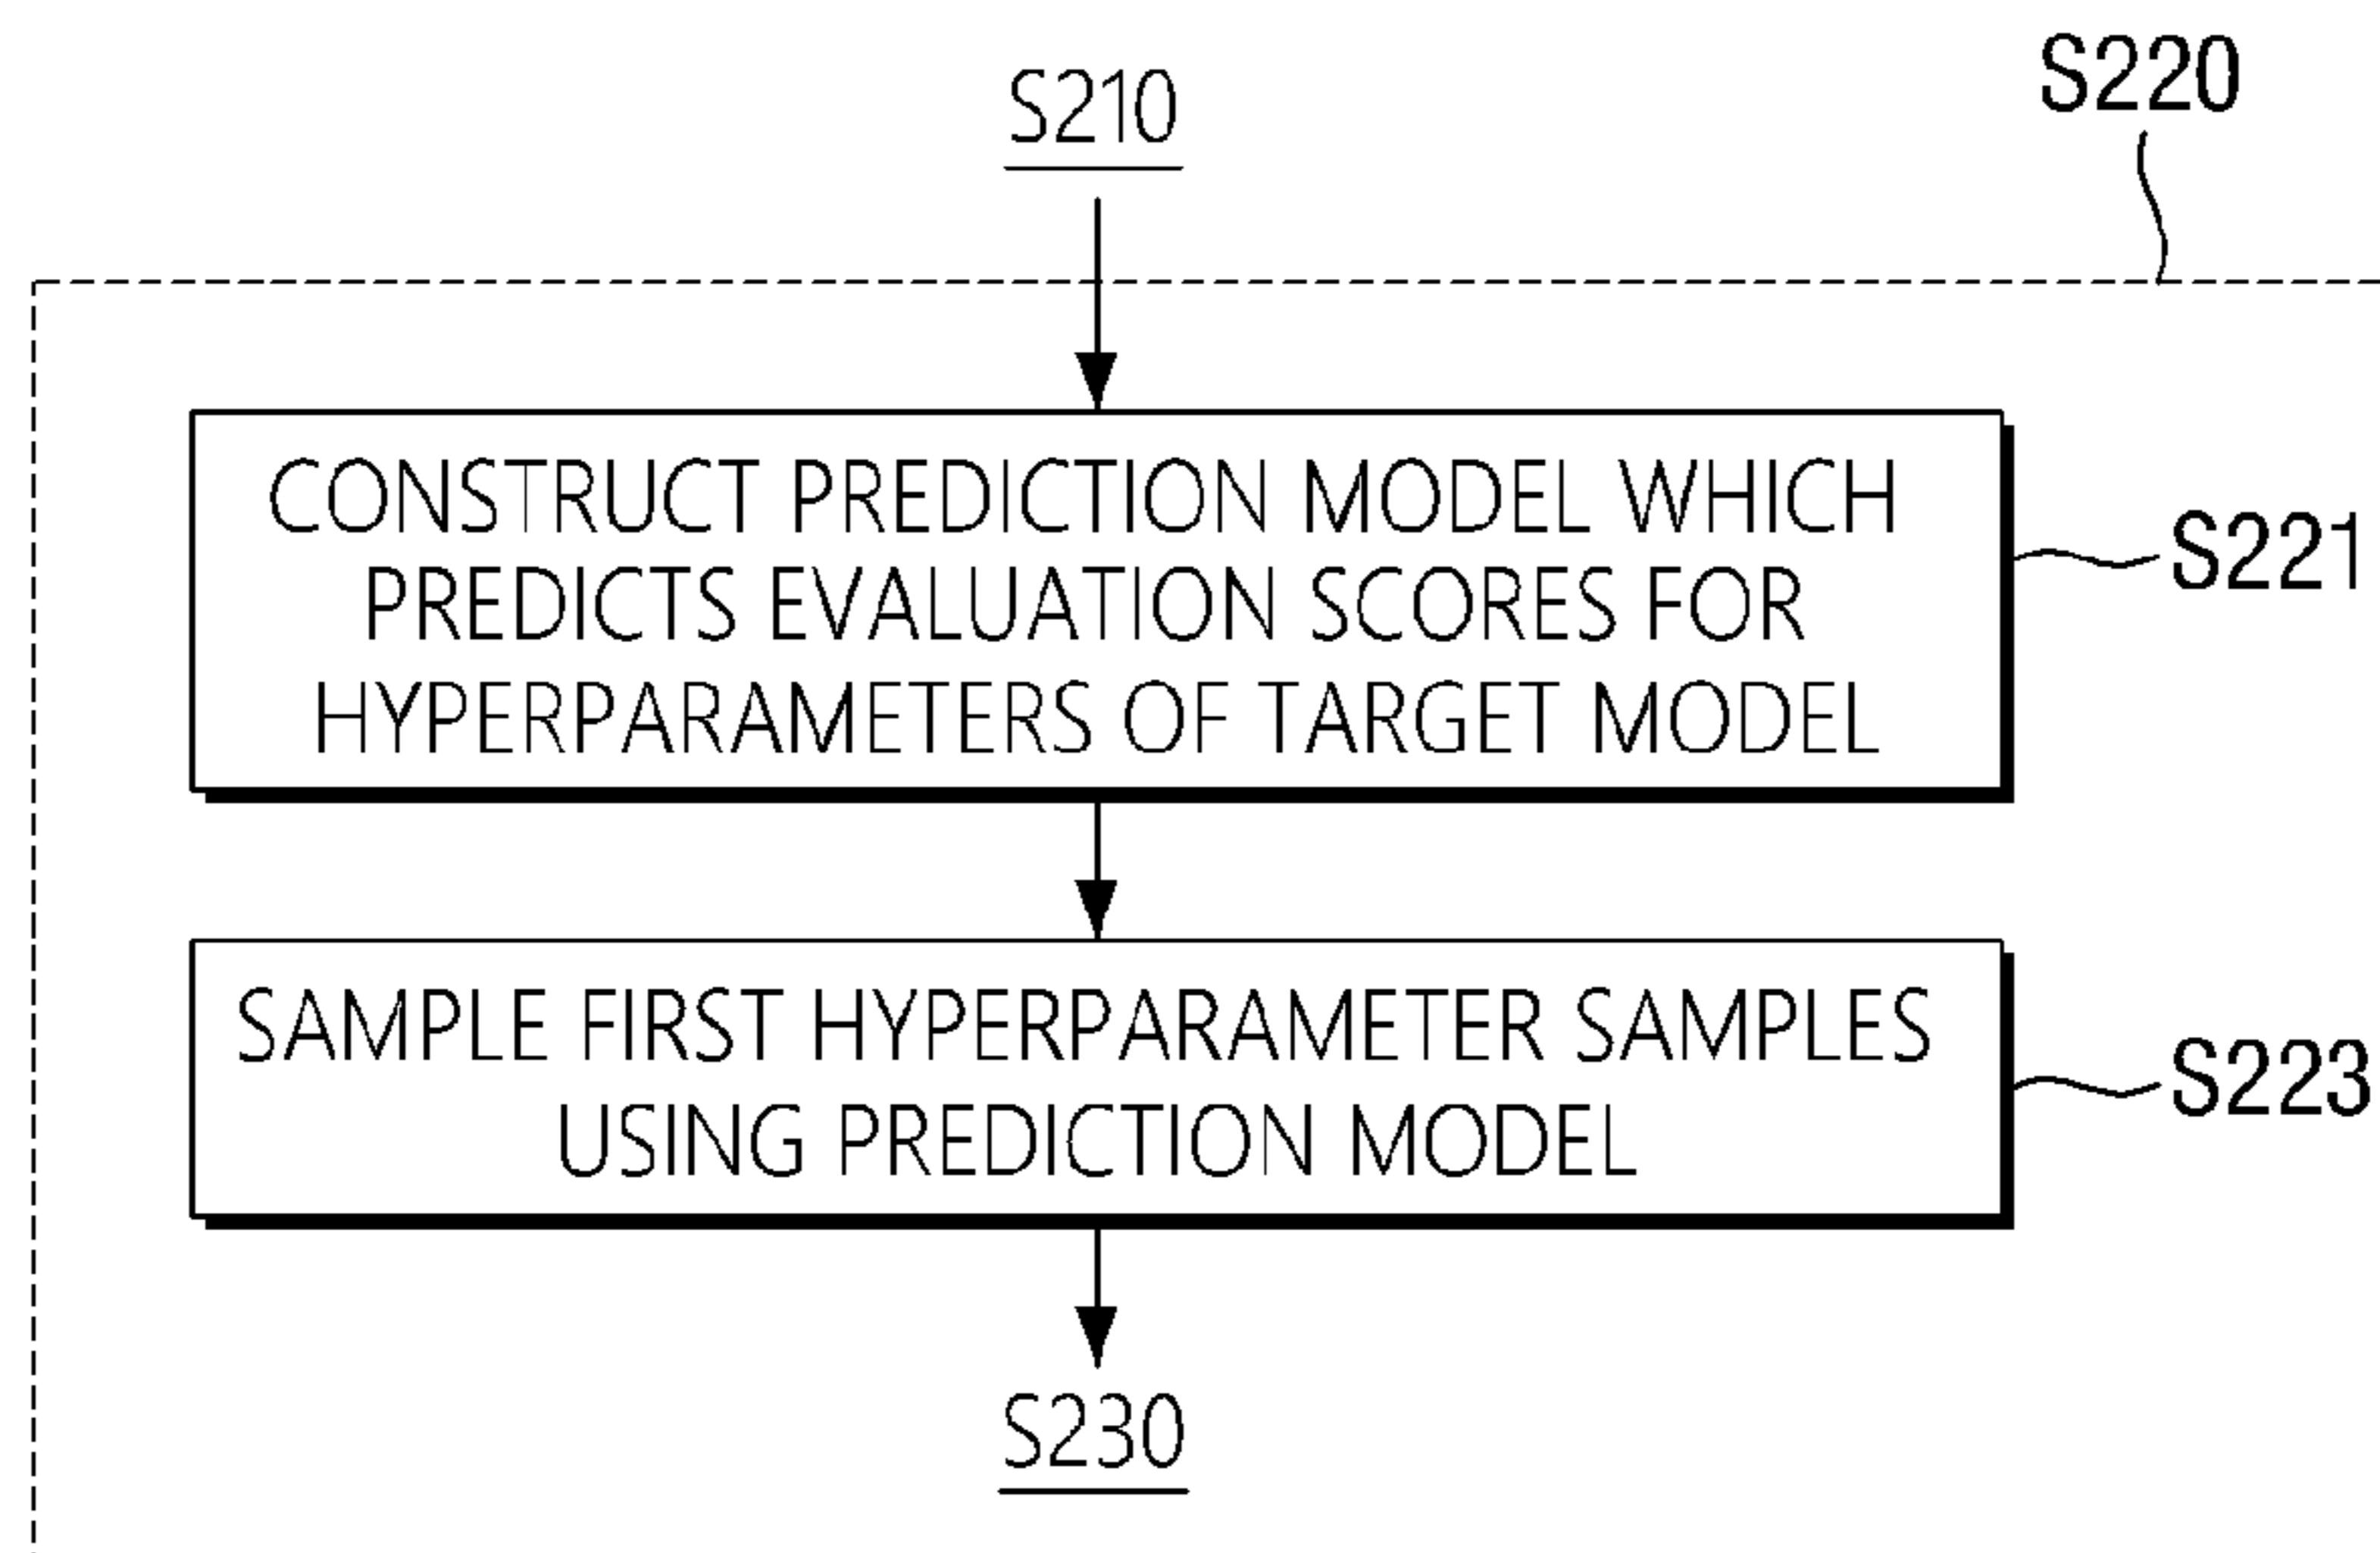 S210
S220
CONSTRUCT PREDICTION MODEL WHICH
PREDICTS EVALUATION SCORES FOR
HYPERPARAMETERS OF TARGET MODEL
S221
SAMPLE FIRST HYPERPARAMETER SAMPLES
USING PREDICTION MODEL
S223
S230